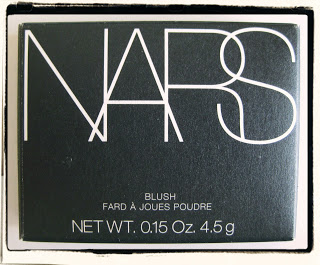 NARS
BLUSH
FARD À JOUES POUDRE
NET WT. 0.15 Oz. 4.5 g